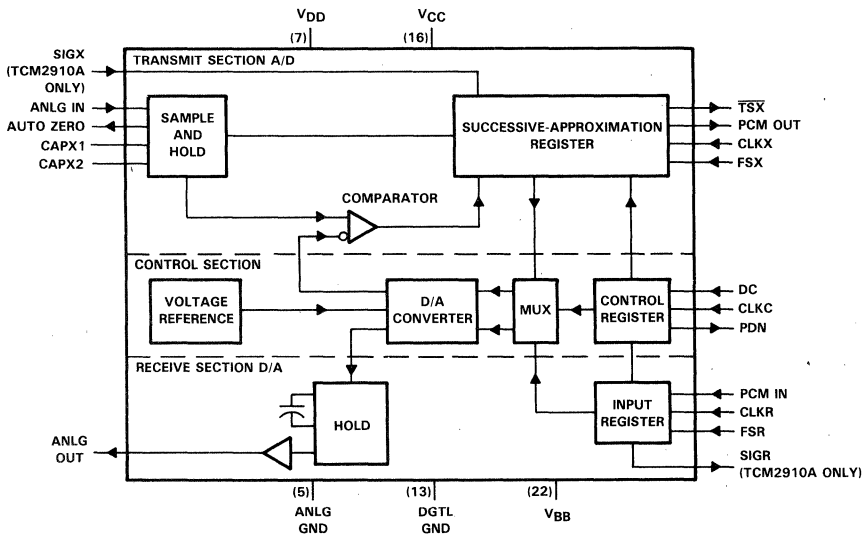 VDD
VCC
(7)
(16)
SIGX
(TCM2910A
ONLY)
TRANSMIT SECTION A/D
ANLG IN
AUTO ZERO
CAPX1
CAPX2
SAMPLE
AND
HOLD
SUCCESSIVE-APPROXIMATION
REGISTER
TSX
PCM OUT
CLKX
FSX
COMPARATOR
CONTROL SECTION
VOLTAGE
REFERENCE
D/A
CONVERTER
MUX
CONTROL
REGISTER
DC
CLKC
PDN
RECEIVE SECTION D/A
HOLD
INPUT
REGISTER
PCM IN
CLKR
FSR
ANLG
OUT
SIGR
(TCM2910A ONLY)
(5)
(13)
(22)
ANLG
GND
DGTL
GND
VBB